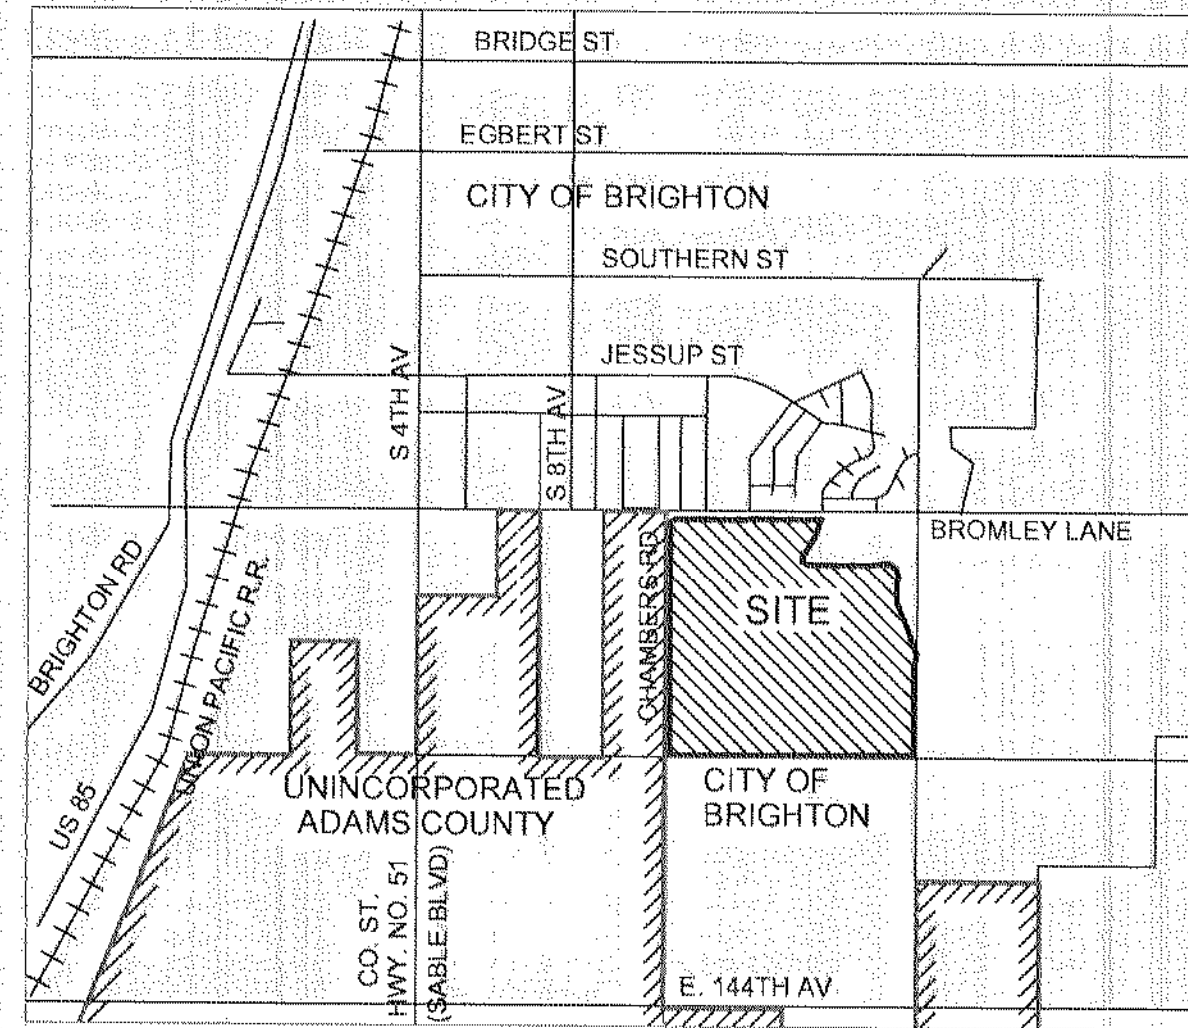 BRIDGE ST
EGBERT ST
CITY OF BRIGHTON
SOUTHERN ST
JESSUP ST
S 4TH AV
S 8TH AV
BROMLEY LANE
BRIGHTON RD
UNION PACIFIC R.R.
CHAMBERS RD
SITE
US 85
UNINCORPORATED
ADAMS COUNTY
CITY OF
BRIGHTON
CO. ST.
HWY. NO. 51
(SABLE BLVD)
E. 144TH AV